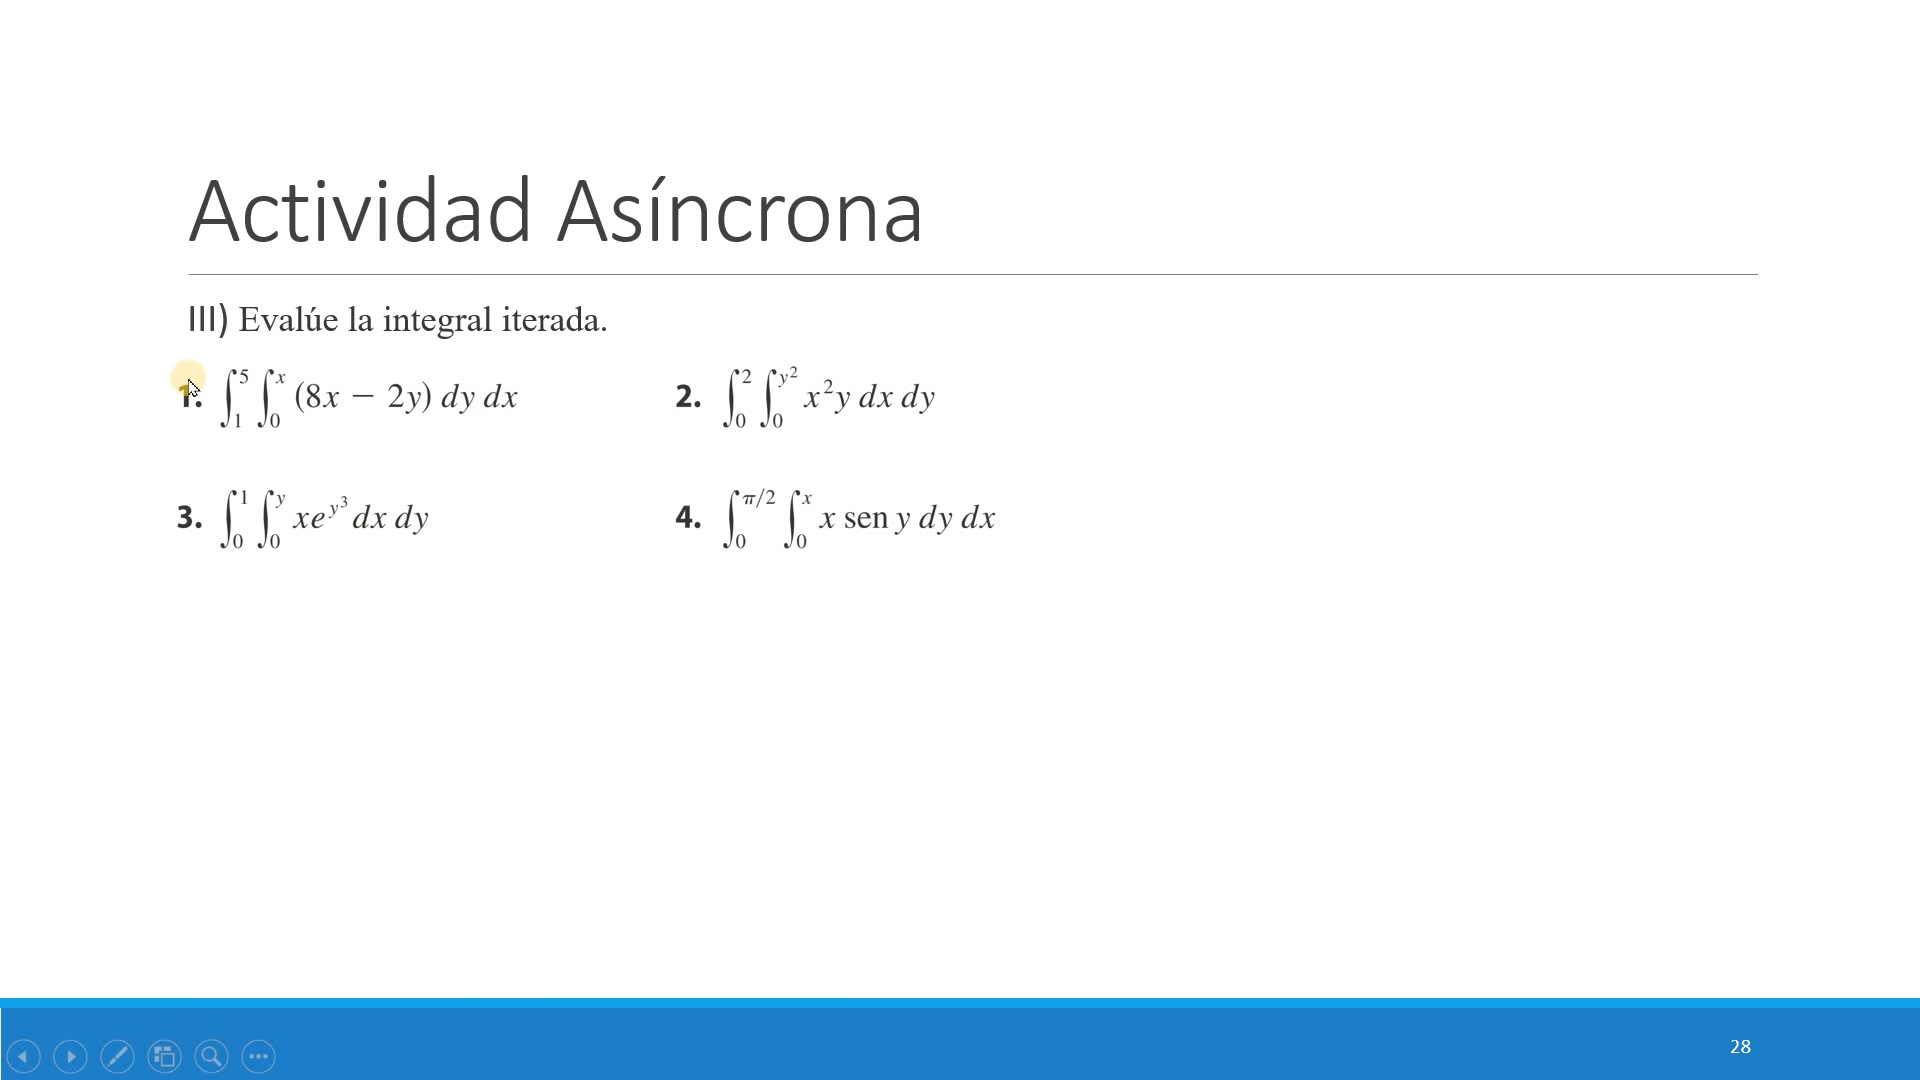 Actividad Asíncrona
III) Evalúe la integral iterada.
1. ∫₁⁵ ∫₀ˣ (8x − 2y) dy dx
2. ∫₀² ∫₀^{y²} x²y dx dy
3. ∫₀¹ ∫₀^{y} xe^{y³} dx dy
4. ∫₀^{π/2} ∫₀ˣ x sen y dy dx
28